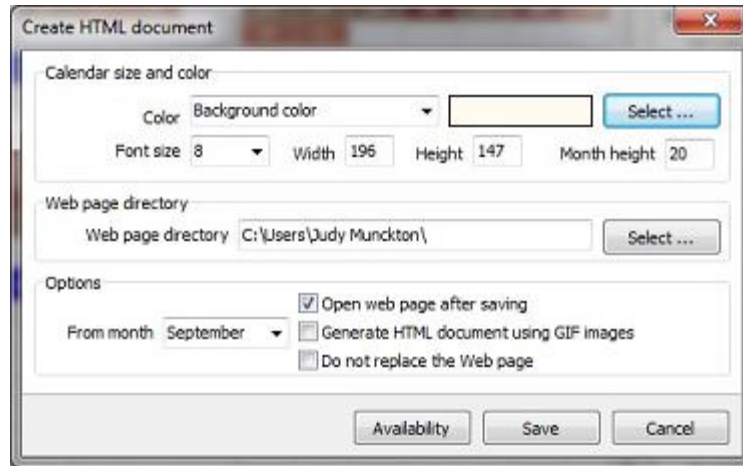 Create HTML document
Calendar size and color
Color Background color Select ...
Font size 8 Width 196 Height 147 Month height 20
Web page directory
Web page directory C:\Users\Judy Munckton\ Select ...
Options
Open web page after saving
From month September Generate HTML document using GIF images
Do not replace the Web page
Availability Save Cancel